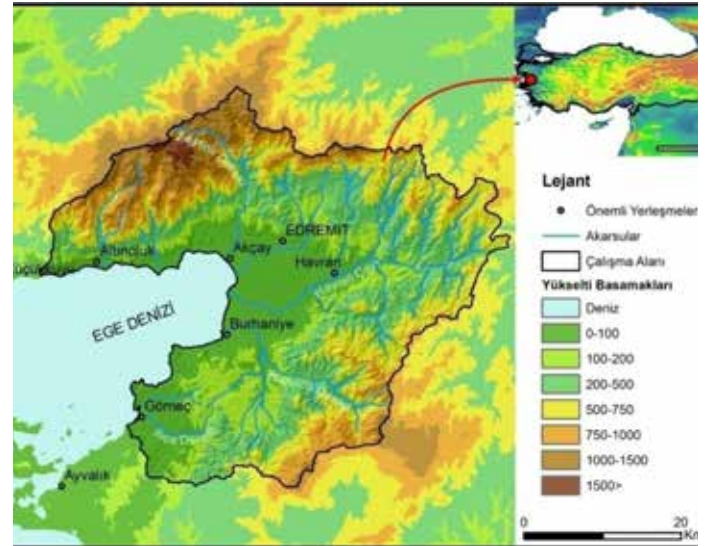 EDREMİT
Altınoluk
Akçay
Havran
EGE DENİZİ
Burhaniye
Gömeç
Ayvalık
Lejant
Önemli Yerleşmeler
Akarsular
Çalışma Alanı
Yükselti Basamakları
Deniz
0-100
100-200
200-500
500-750
750-1000
1000-1500
1500>
0
20
Km